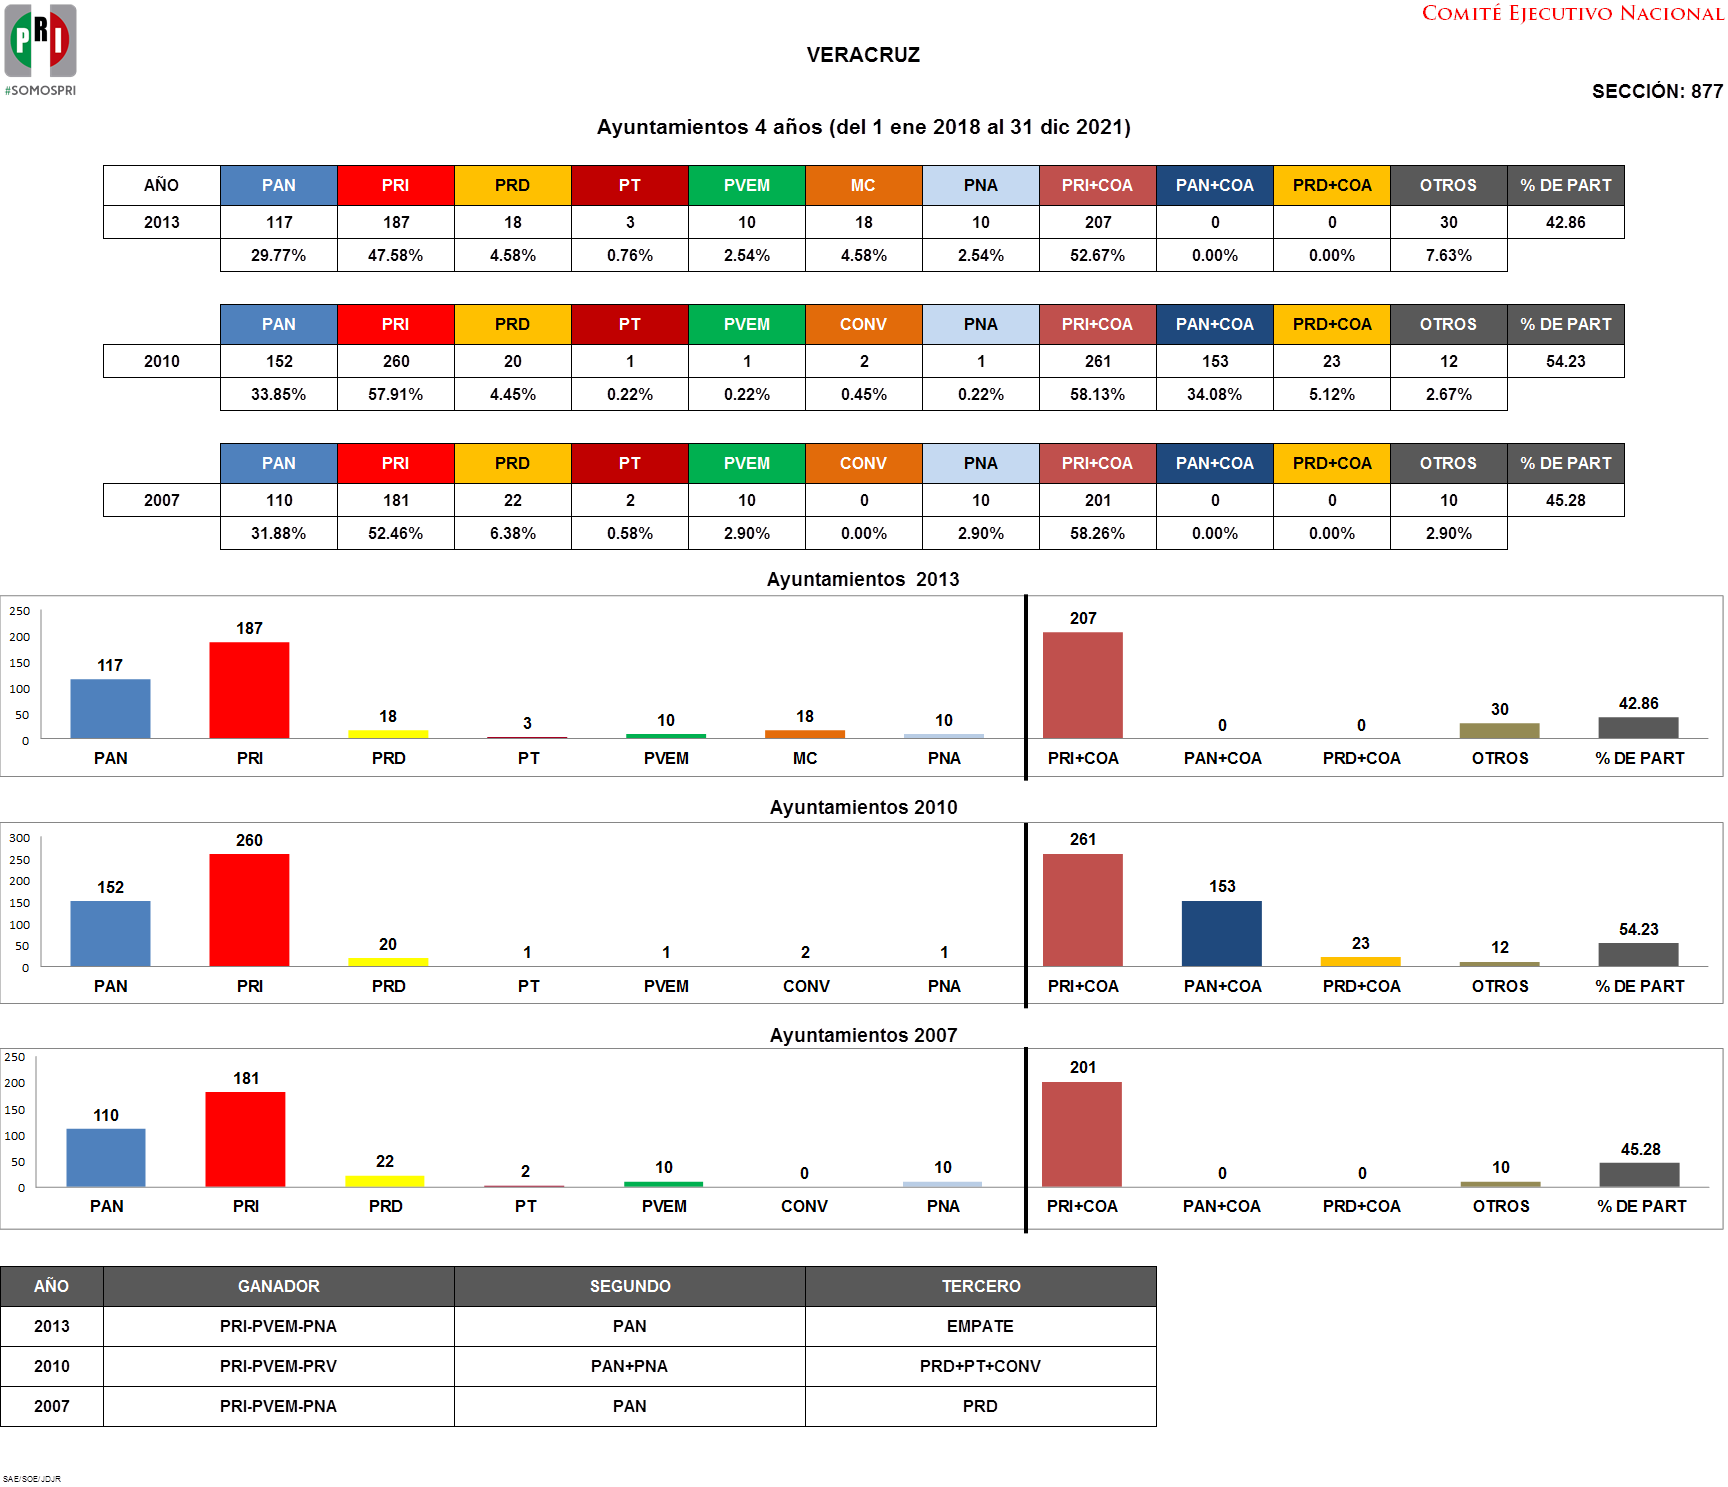 COMITÉ EJECUTIVO NACIONAL
PRI
#SOMOSPRI
VERACRUZ
SECCIÓN: 877
Ayuntamientos 4 años (del 1 ene 2018 al 31 dic 2021)
AÑO PAN PRI PRD PT PVEM MC PNA PRI+COA PAN+COA PRD+COA OTROS % DE PART
2013 117 187 18 3 10 18 10 207 0 0 30 42.86
29.77% 47.58% 4.58% 0.76% 2.54% 4.58% 2.54% 52.67% 0.00% 0.00% 7.63%
PAN PRI PRD PT PVEM CONV PNA PRI+COA PAN+COA PRD+COA OTROS % DE PART
2010 152 260 20 1 1 2 1 261 153 23 12 54.23
33.85% 57.91% 4.45% 0.22% 0.22% 0.45% 0.22% 58.13% 34.08% 5.12% 2.67%
PAN PRI PRD PT PVEM CONV PNA PRI+COA PAN+COA PRD+COA OTROS % DE PART
2007 110 181 22 2 10 0 10 201 0 0 10 45.28
31.88% 52.46% 6.38% 0.58% 2.90% 0.00% 2.90% 58.26% 0.00% 0.00% 2.90%
Ayuntamientos 2013
250
200
150
100
50
0
117 187 18 3 10 18 10 207 0 0 30 42.86
PAN PRI PRD PT PVEM MC PNA PRI+COA PAN+COA PRD+COA OTROS % DE PART
Ayuntamientos 2010
300
250
200
150
100
50
0
152 260 20 1 1 2 1 261 153 23 12 54.23
PAN PRI PRD PT PVEM CONV PNA PRI+COA PAN+COA PRD+COA OTROS % DE PART
Ayuntamientos 2007
250
200
150
100
50
0
110 181 22 2 10 0 10 201 0 0 10 45.28
PAN PRI PRD PT PVEM CONV PNA PRI+COA PAN+COA PRD+COA OTROS % DE PART
AÑO GANADOR SEGUNDO TERCERO
2013 PRI-PVEM-PNA PAN EMPATE
2010 PRI-PVEM-PRV PAN+PNA PRD+PT+CONV
2007 PRI-PVEM-PNA PAN PRD
SAE/SOE/JDJR